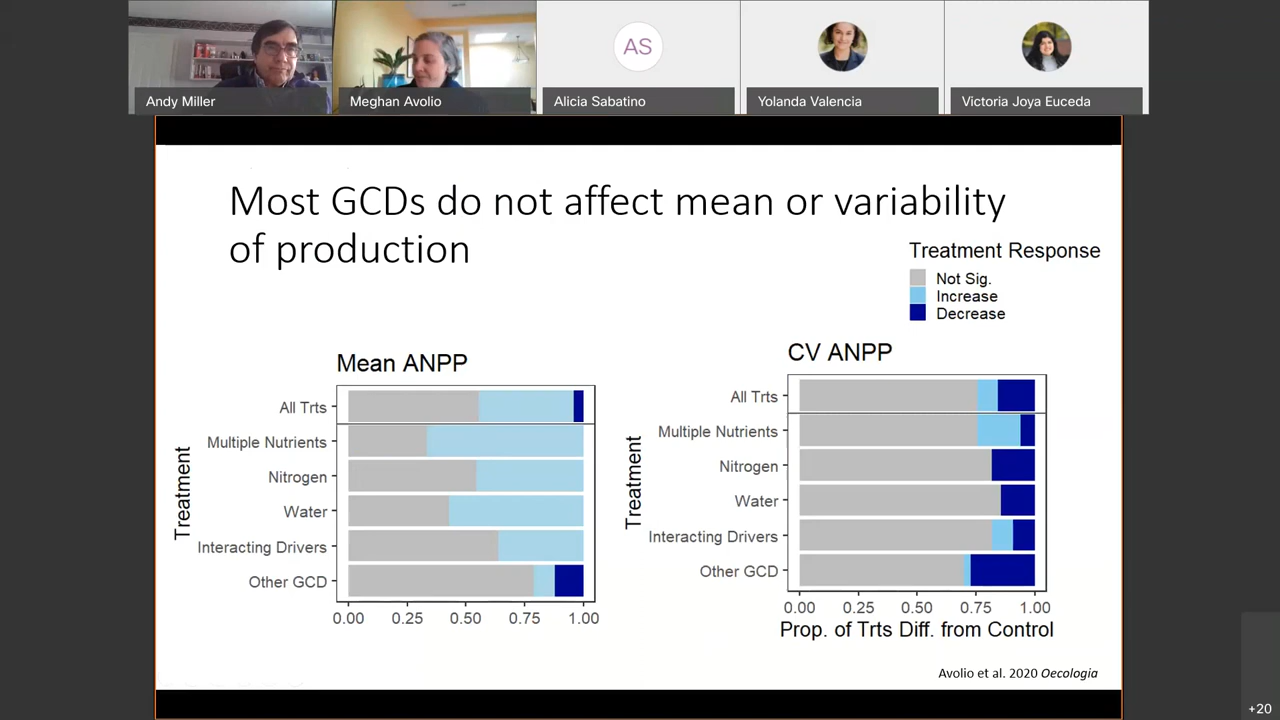 Andy Miller
Meghan Avolio
AS
Alicia Sabatino
Yolanda Valencia
Victoria Joya Euceda
Most GCDs do not affect mean or variability
of production
Treatment Response
Not Sig.
Increase
Decrease
Mean ANPP
Treatment
All Trts
Multiple Nutrients
Nitrogen
Water
Interacting Drivers
Other GCD
0.00 0.25 0.50 0.75 1.00
CV ANPP
Treatment
All Trts
Multiple Nutrients
Nitrogen
Water
Interacting Drivers
Other GCD
0.00 0.25 0.50 0.75 1.00
Prop. of Trts Diff. from Control
Avolio et al. 2020 Oecologia
+20